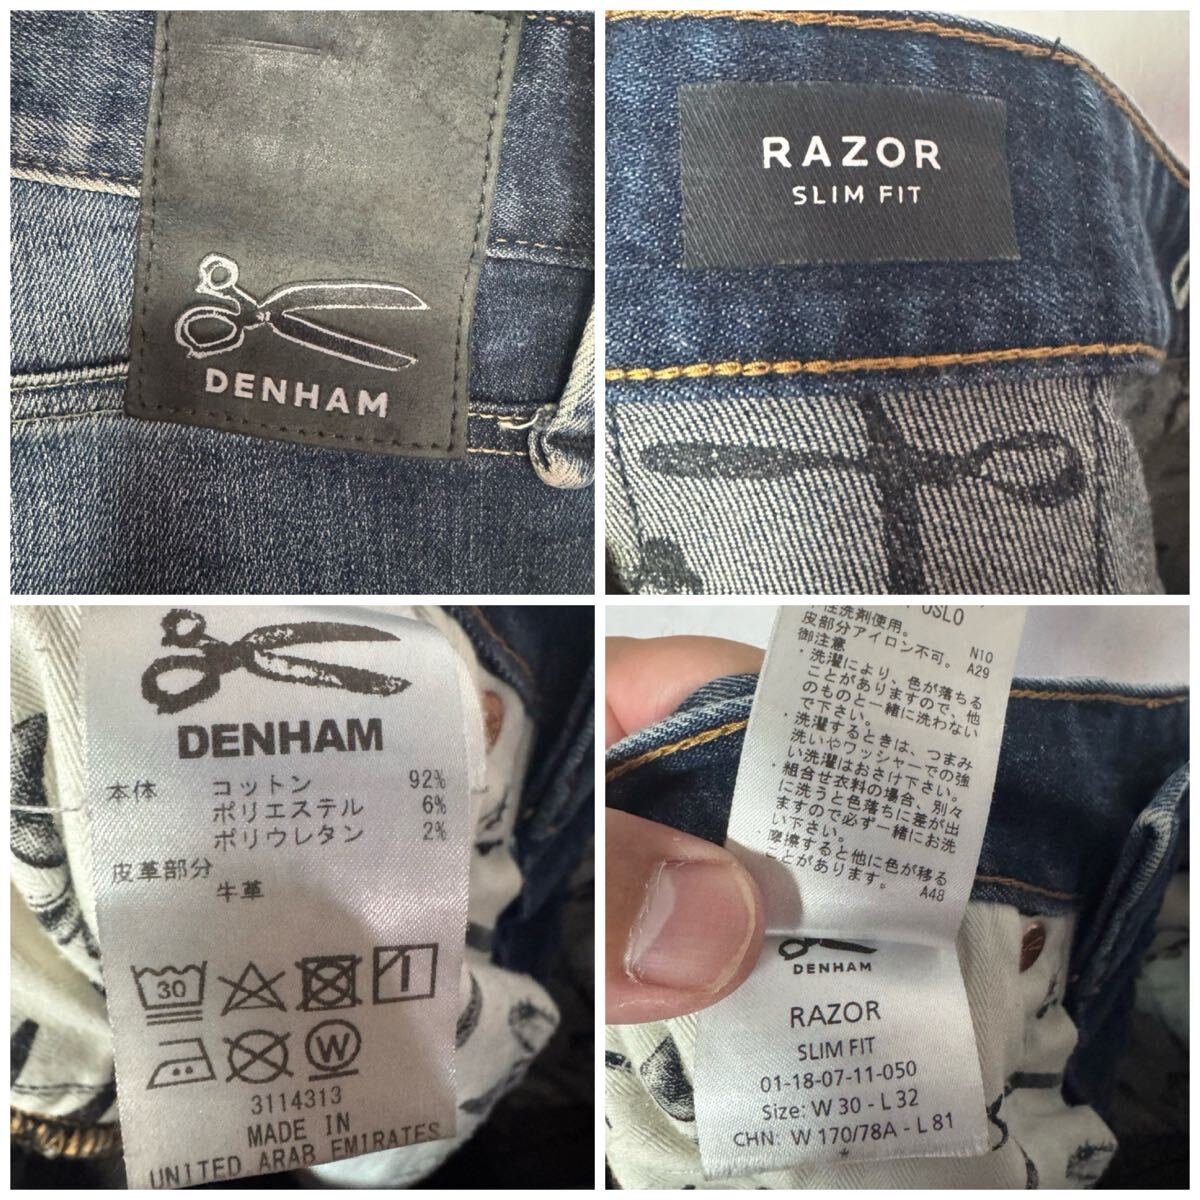 DENHAM
RAZOR
SLIM FIT
DENHAM
本体 コットン 92%
ポリエステル 6%
ポリウレタン 2%
皮革部分
牛革
30
W
3114313
MADE IN
UNITED ARAB EMIRATES
OSLO
性洗剤使用。
皮部分アイロン不可。 N10
御注意 A29
・洗濯により、色が落ちる
ことがありますので、他
のものと一緒に洗わない
で下さい。
・洗濯するときは、つまみ
洗いやワッシャーでの強
い洗濯はおさけ下さい。
・組合せ衣料の場合、別々
に洗うと色落ちに差が出
ますので必ず一緒にお洗
い下さい。
・摩擦すると他に色が移る
ことがあります。 A48
DENHAM
RAZOR
SLIM FIT
01-18-07-11-050
Size: W 30 - L 32
CHN: W 170/78A - L 81
*